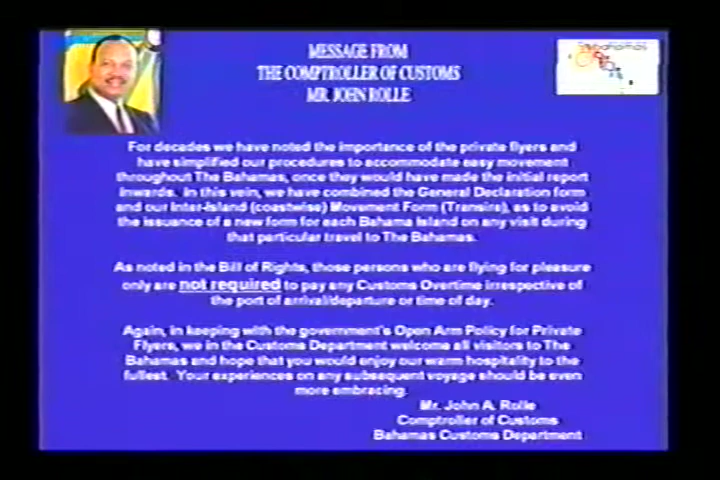 MESSAGE FROM
THE COMPTROLLER OF CUSTOMS
MR. JOHN ROLLE
bahamas
For decades we have noted the importance of the private flyers and
have simplified our procedures to accommodate easy movement
throughout The Bahamas, once they would have made the initial report
inwards. In this vein, we have combined the General Declaration form
and our Inter-Island (coastwise) Movement Form (Transire), as to avoid
the issuance of a new form for each Bahama Island on any visit during
that particular travel to The Bahamas.
As noted in the Bill of Rights, those persons who are flying for pleasure
only are not required to pay any Customs Overtime irrespective of
the port of arrival/departure or time of day.
Again, in keeping with the government's Open Arm Policy for Private
Flyers, we in the Customs Department welcome all visitors to The
Bahamas and hope that you would enjoy our warm hospitality to the
fullest. Your experiences on any subsequent voyage should be even
more embracing.
Mr. John A. Rolle
Comptroller of Customs
Bahamas Customs Department